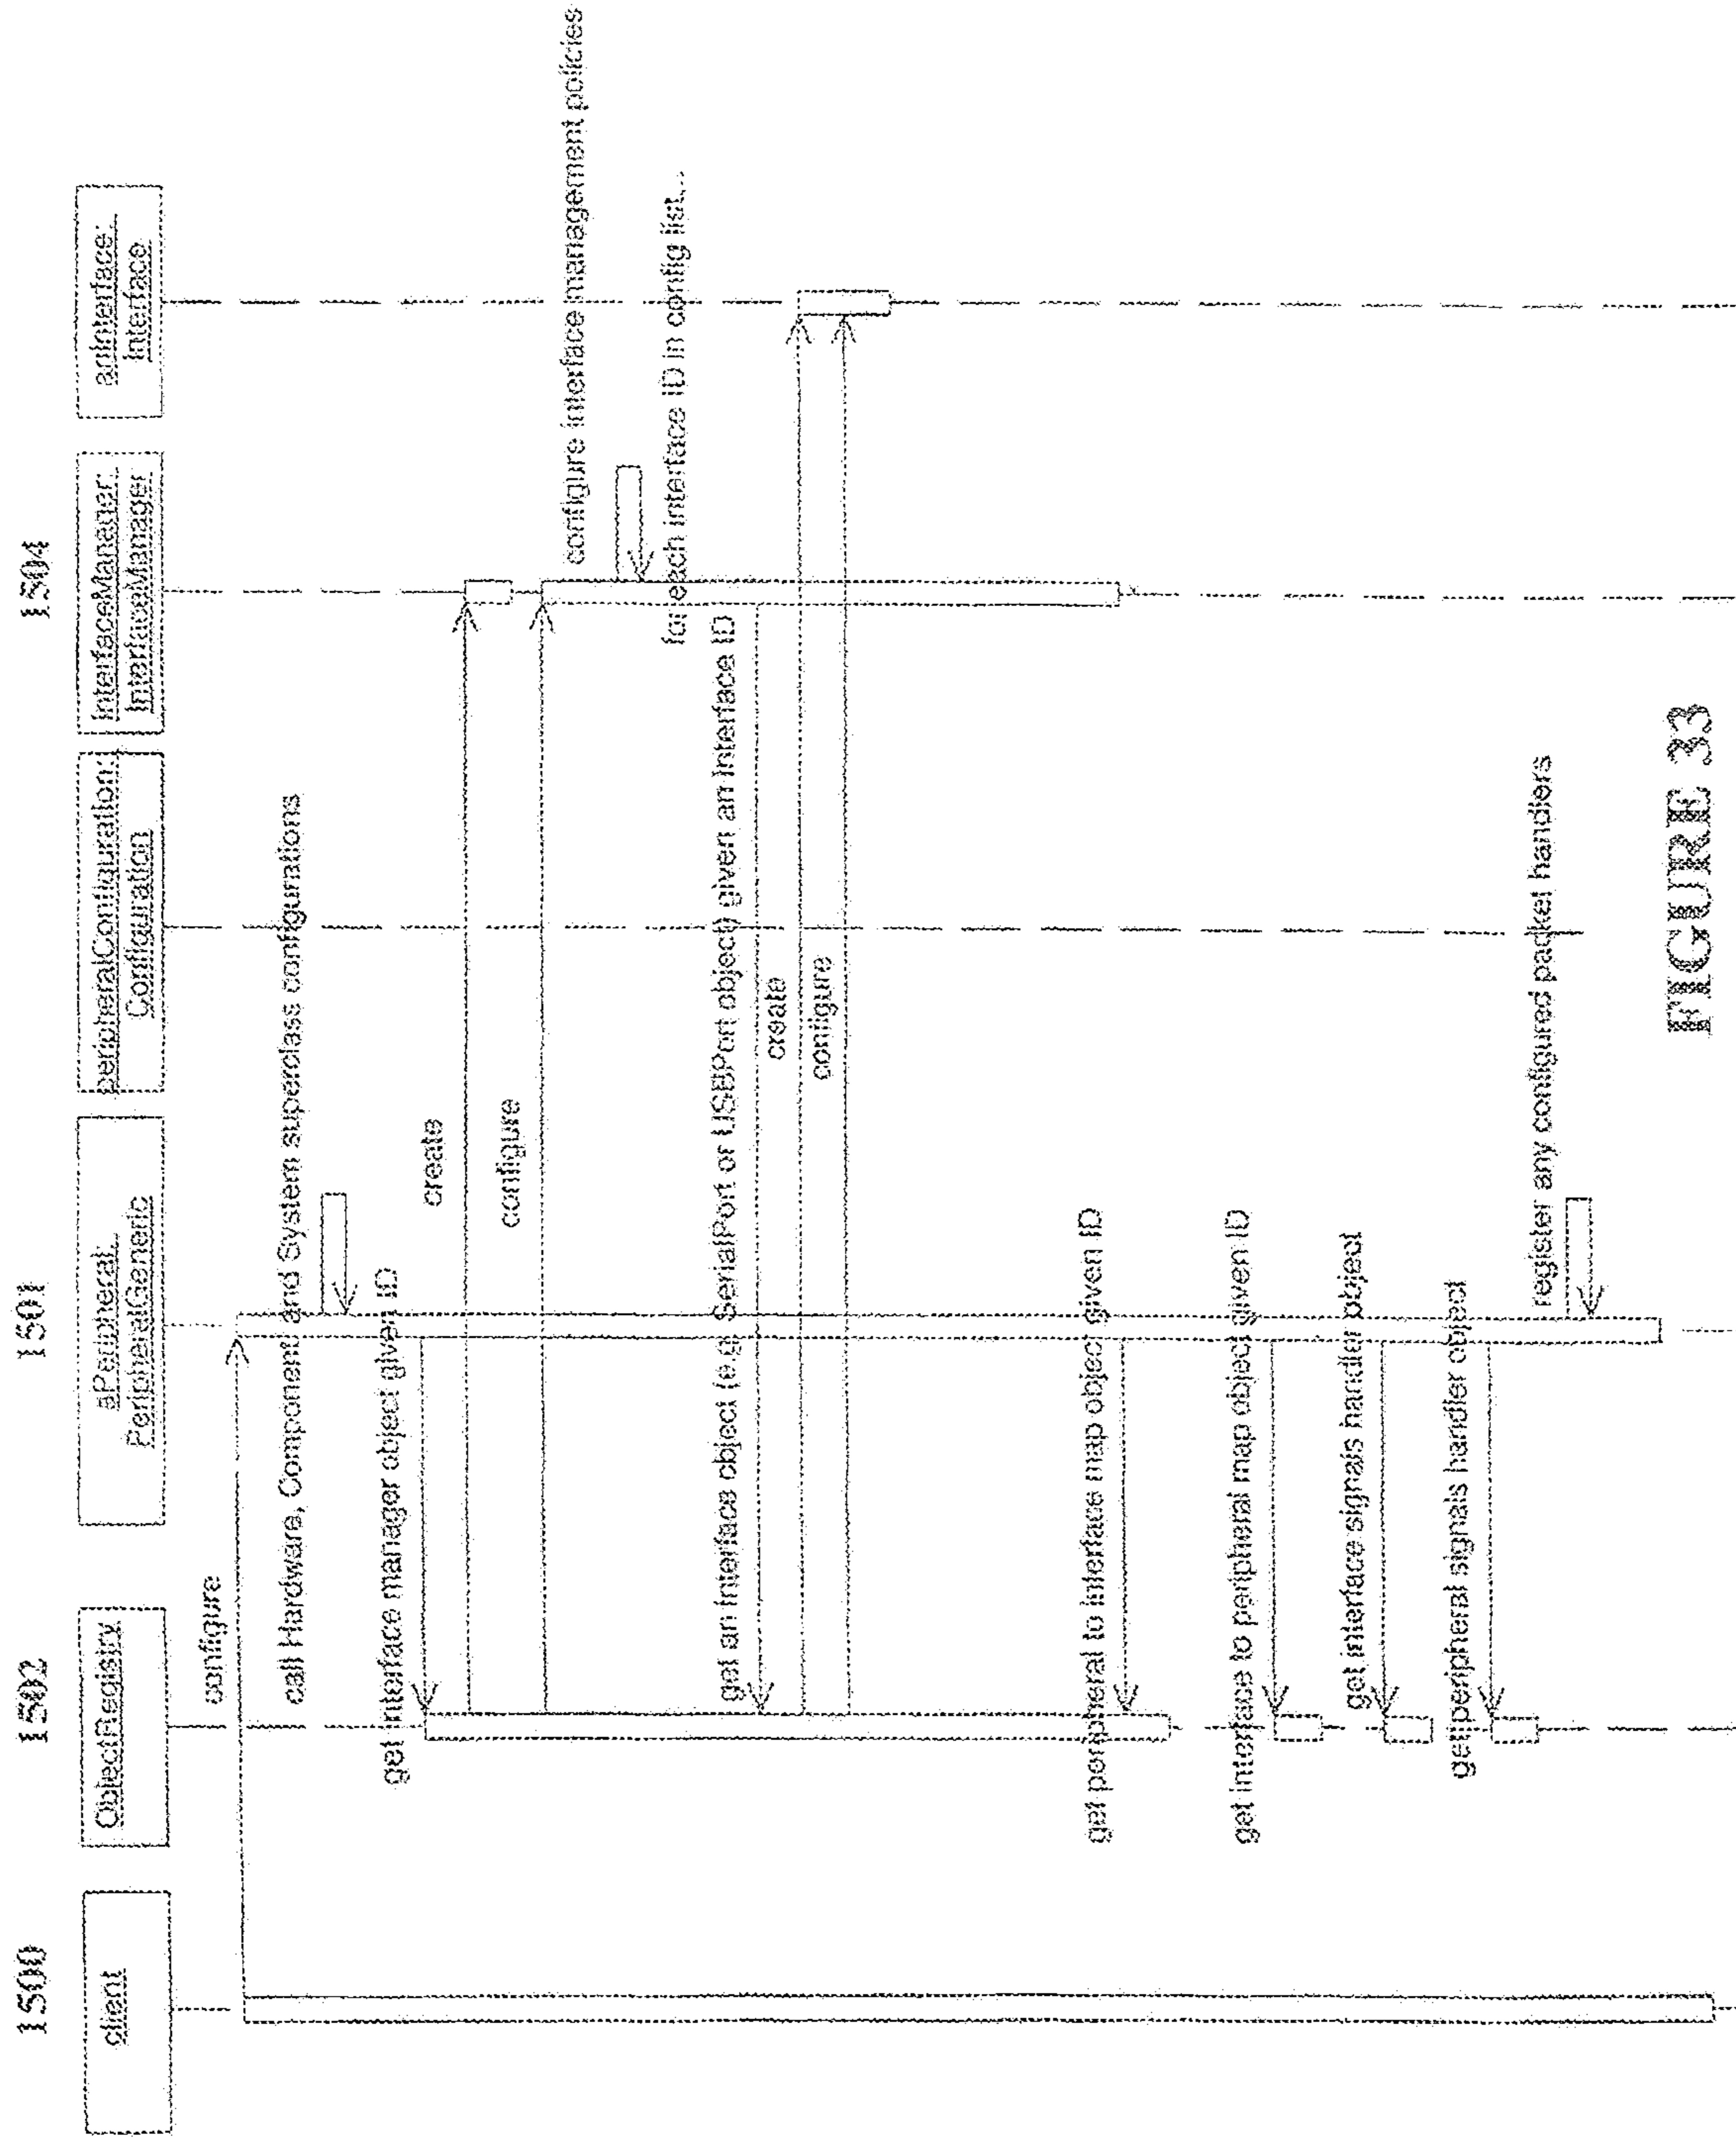 1500
1502
1501
1504
client
ObjectRegistry
aPeripheral:
PeripheralGeneric
peripheralConfiguration:
Configuration
interfaceManager:
InterfaceManager
anInterface:
Interface
configure
call Hardware, Component and System superclass configurations
get interface manager object given ID
create
configure
configure interface management policies
for each interface ID in config list...
get an interface object (e.g. SerialPort or USBPort object) given an Interface ID
create
configure
get peripheral to interface map object given ID
get interface to peripheral map object given ID
get interface signals handler object
get peripheral signals handler object
register any configured packet handlers
FIGURE 33